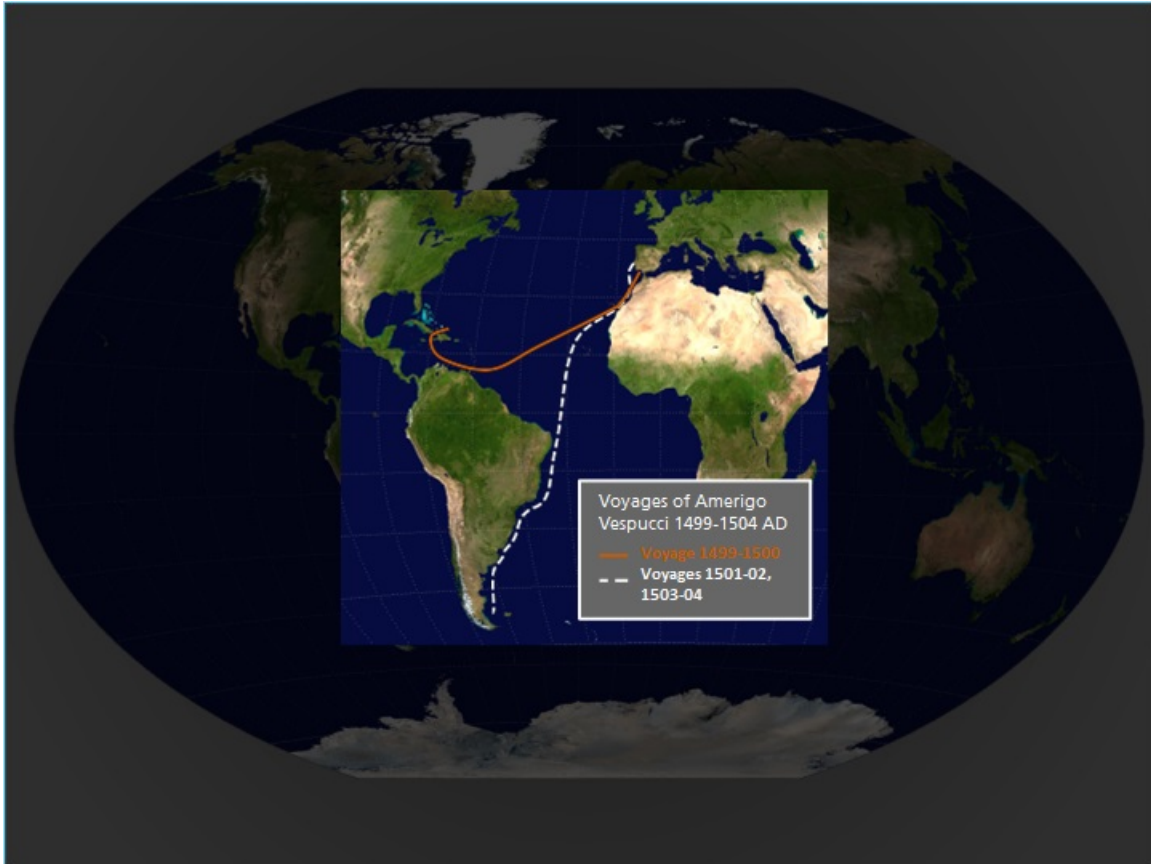 Voyages of Amerigo
Vespucci 1499-1504 AD
Voyage 1499-1500
Voyages 1501-02,
1503-04